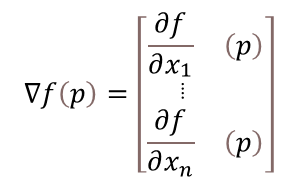 ∇f(p) = [ ∂f/∂x₁ (p)
⋮
∂f/∂xₙ (p) ]